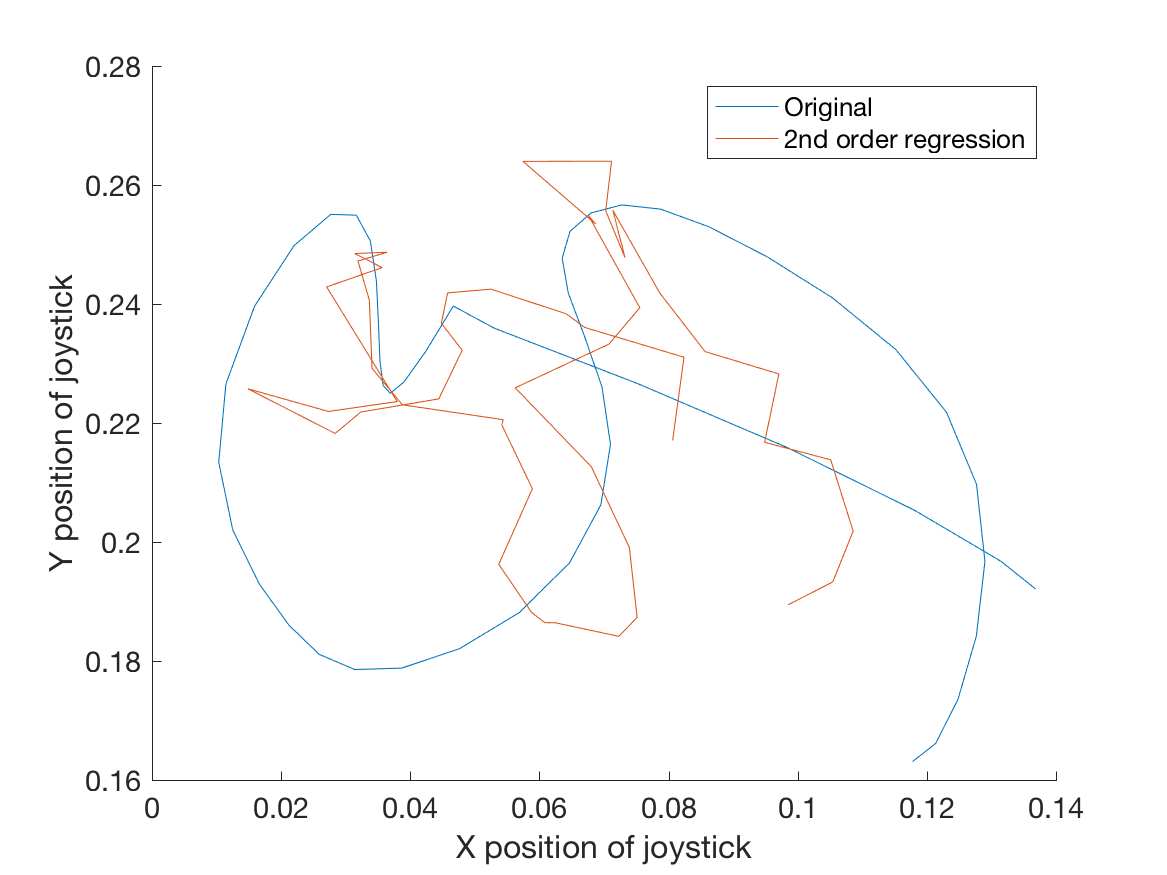 0.28
0.26
0.24
0.22
0.2
0.18
0.16
Y position of joystick
Original
2nd order regression
0 0.02 0.04 0.06 0.08 0.1 0.12 0.14
X position of joystick